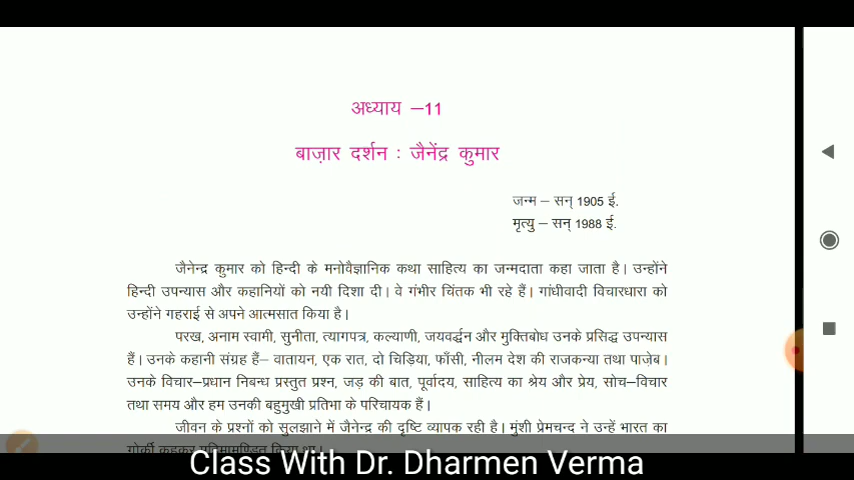 अध्याय –11
बाज़ार दर्शन : जैनेंद्र कुमार
जन्म – सन् 1905 ई.
मृत्यु – सन् 1988 ई.
जैनेन्द्र कुमार को हिन्दी के मनोवैज्ञानिक कथा साहित्य का जन्मदाता कहा जाता है। उन्होंने
हिन्दी उपन्यास और कहानियों को नयी दिशा दी। वे गंभीर चिंतक भी रहे हैं। गांधीवादी विचारधारा को
उन्होंने गहराई से अपने आत्मसात किया है।
परख, अनाम स्वामी, सुनीता, त्यागपत्र, कल्याणी, जयवर्द्धन और मुक्तिबोध उनके प्रसिद्ध उपन्यास
हैं। उनके कहानी संग्रह हैं– वातायन, एक रात, दो चिड़िया, फाँसी, नीलम देश की राजकन्या तथा पाज़ेब।
उनके विचार–प्रधान निबन्ध प्रस्तुत प्रश्न, जड़ की बात, पूर्वादय, साहित्य का श्रेय और प्रेय, सोच–विचार
तथा समय और हम उनकी बहुमुखी प्रतिभा के परिचायक हैं।
जीवन के प्रश्नों को सुलझाने में जैनेन्द्र की दृष्टि व्यापक रही है। मुंशी प्रेमचन्द ने उन्हें भारत का
गोर्की कहकर
Class With Dr. Dharmen Verma